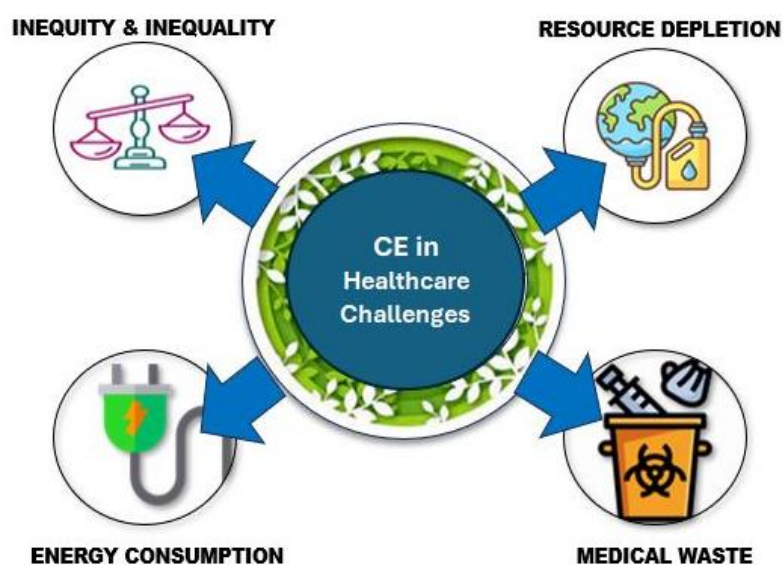 INEQUITY & INEQUALITY
RESOURCE DEPLETION
CE in
Healthcare
Challenges
ENERGY CONSUMPTION
MEDICAL WASTE